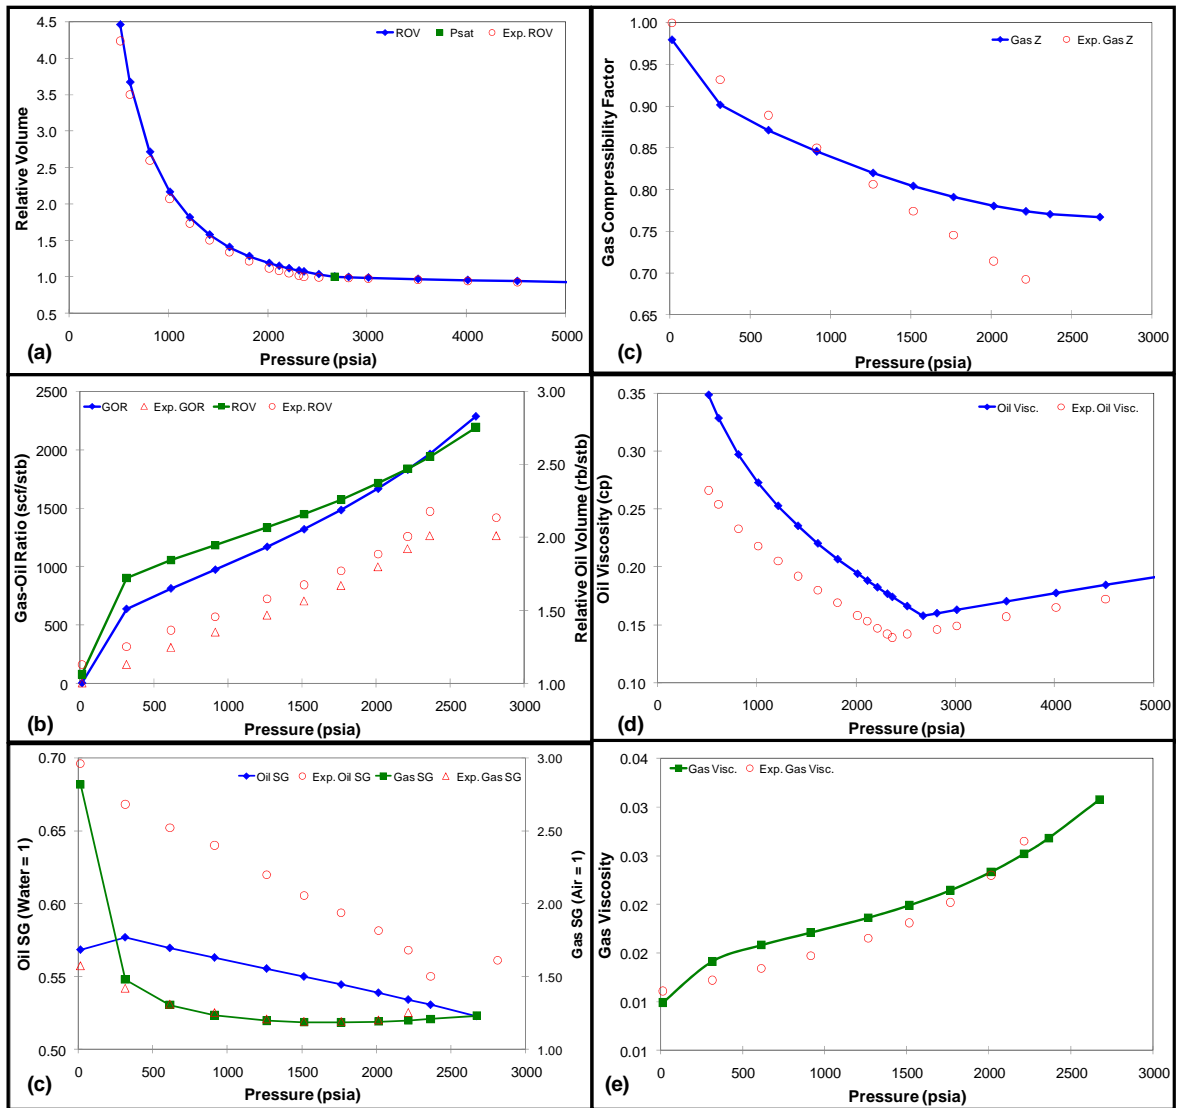 ROV Psat Exp. ROV
4.5
4.0
3.5
3.0
2.5
2.0
1.5
1.0
0.5
Relative Volume
0 1000 2000 3000 4000 5000
Pressure (psia)
(a)
Gas Z Exp. Gas Z
1.00
0.95
0.90
0.85
0.80
0.75
0.70
0.65
Gas Compressibility Factor
0 500 1000 1500 2000 2500 3000
Pressure (psia)
(c)
GOR Exp. GOR ROV Exp. ROV
2500
2000
1500
1000
500
0
Gas-Oil Ratio (scf/stb)
3.00
2.50
2.00
1.50
1.00
Relative Oil Volume (rb/stb)
0 500 1000 1500 2000 2500 3000
Pressure (psia)
(b)
Oil Visc. Exp. Oil Visc.
0.35
0.30
0.25
0.20
0.15
0.10
Oil Viscosity (cp)
0 1000 2000 3000 4000 5000
Pressure (psia)
(d)
Oil SG Exp. Oil SG Gas SG Exp. Gas SG
0.70
0.65
0.60
0.55
0.50
Oil SG (Water = 1)
3.00
2.50
2.00
1.50
1.00
Gas SG (Air = 1)
0 500 1000 1500 2000 2500 3000
Pressure (psia)
(c)
Gas Visc. Exp. Gas Visc.
0.04
0.03
0.03
0.02
0.02
0.01
0.01
Gas Viscosity
0 500 1000 1500 2000 2500 3000
Pressure (psia)
(e)